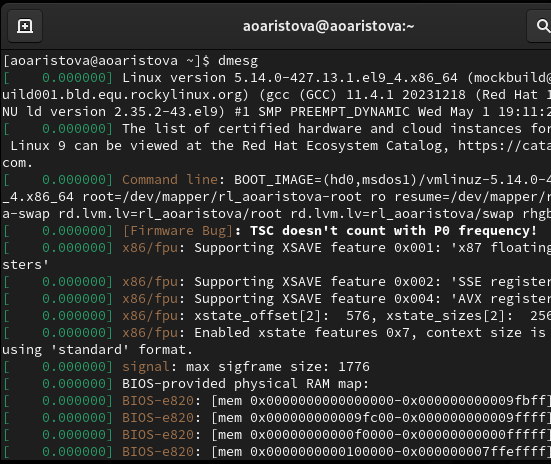 aoaristova@aoaristova:~
[aoaristova@aoaristova ~]$ dmesg
[    0.000000] Linux version 5.14.0-427.13.1.el9_4.x86_64 (mockbuild@
uild001.bld.equ.rockylinux.org) (gcc (GCC) 11.4.1 20231218 (Red Hat 1
NU ld version 2.35.2-43.el9) #1 SMP PREEMPT_DYNAMIC Wed May 1 19:11:2
[    0.000000] The list of certified hardware and cloud instances for
 Linux 9 can be viewed at the Red Hat Ecosystem Catalog, https://cata
com.
[    0.000000] Command line: BOOT_IMAGE=(hd0,msdos1)/vmlinuz-5.14.0-4
_4.x86_64 root=/dev/mapper/rl_aoaristova-root ro resume=/dev/mapper/r
a-swap rd.lvm.lv=rl_aoaristova/root rd.lvm.lv=rl_aoaristova/swap rhgb
[    0.000000] [Firmware Bug]: TSC doesn't count with P0 frequency!
[    0.000000] x86/fpu: Supporting XSAVE feature 0x001: 'x87 floating
sters'
[    0.000000] x86/fpu: Supporting XSAVE feature 0x002: 'SSE register
[    0.000000] x86/fpu: Supporting XSAVE feature 0x004: 'AVX register
[    0.000000] x86/fpu: xstate_offset[2]:  576, xstate_sizes[2]:  256
[    0.000000] x86/fpu: Enabled xstate features 0x7, context size is
using 'standard' format.
[    0.000000] signal: max sigframe size: 1776
[    0.000000] BIOS-provided physical RAM map:
[    0.000000] BIOS-e820: [mem 0x0000000000000000-0x000000000009fbff]
[    0.000000] BIOS-e820: [mem 0x000000000009fc00-0x000000000009ffff]
[    0.000000] BIOS-e820: [mem 0x00000000000f0000-0x00000000000fffff]
[    0.000000] BIOS-e820: [mem 0x0000000000100000-0x000000007ffeffff]